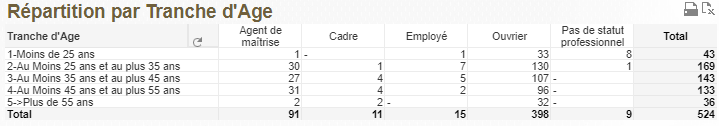 Répartition par Tranche d'Age
Tranche d'Age Agent de maîtrise Cadre Employé Ouvrier Pas de statut professionnel Total
1-Moins de 25 ans 1 - 1 33 8 43
2-Au Moins 25 ans et au plus 35 ans 30 1 7 130 1 169
3-Au Moins 35 ans et au plus 45 ans 27 4 5 107 - 143
4-Au Moins 45 ans et au plus 55 ans 31 4 2 96 - 133
5->Plus de 55 ans 2 2 - 32 - 36
Total 91 11 15 398 9 524